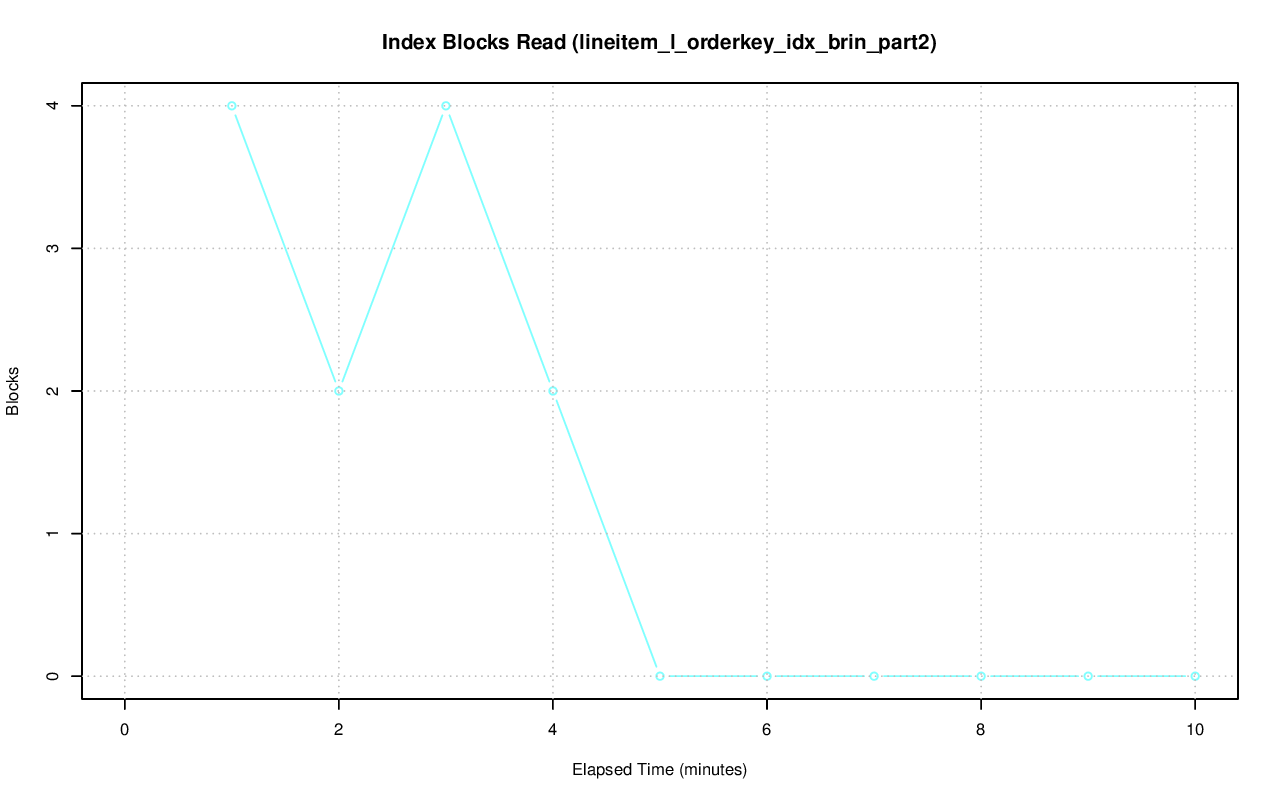 Index Blocks Read (lineitem_l_orderkey_idx_brin_part2)
4
3
2
1
0
Blocks
0 2 4 6 8 10
Elapsed Time (minutes)